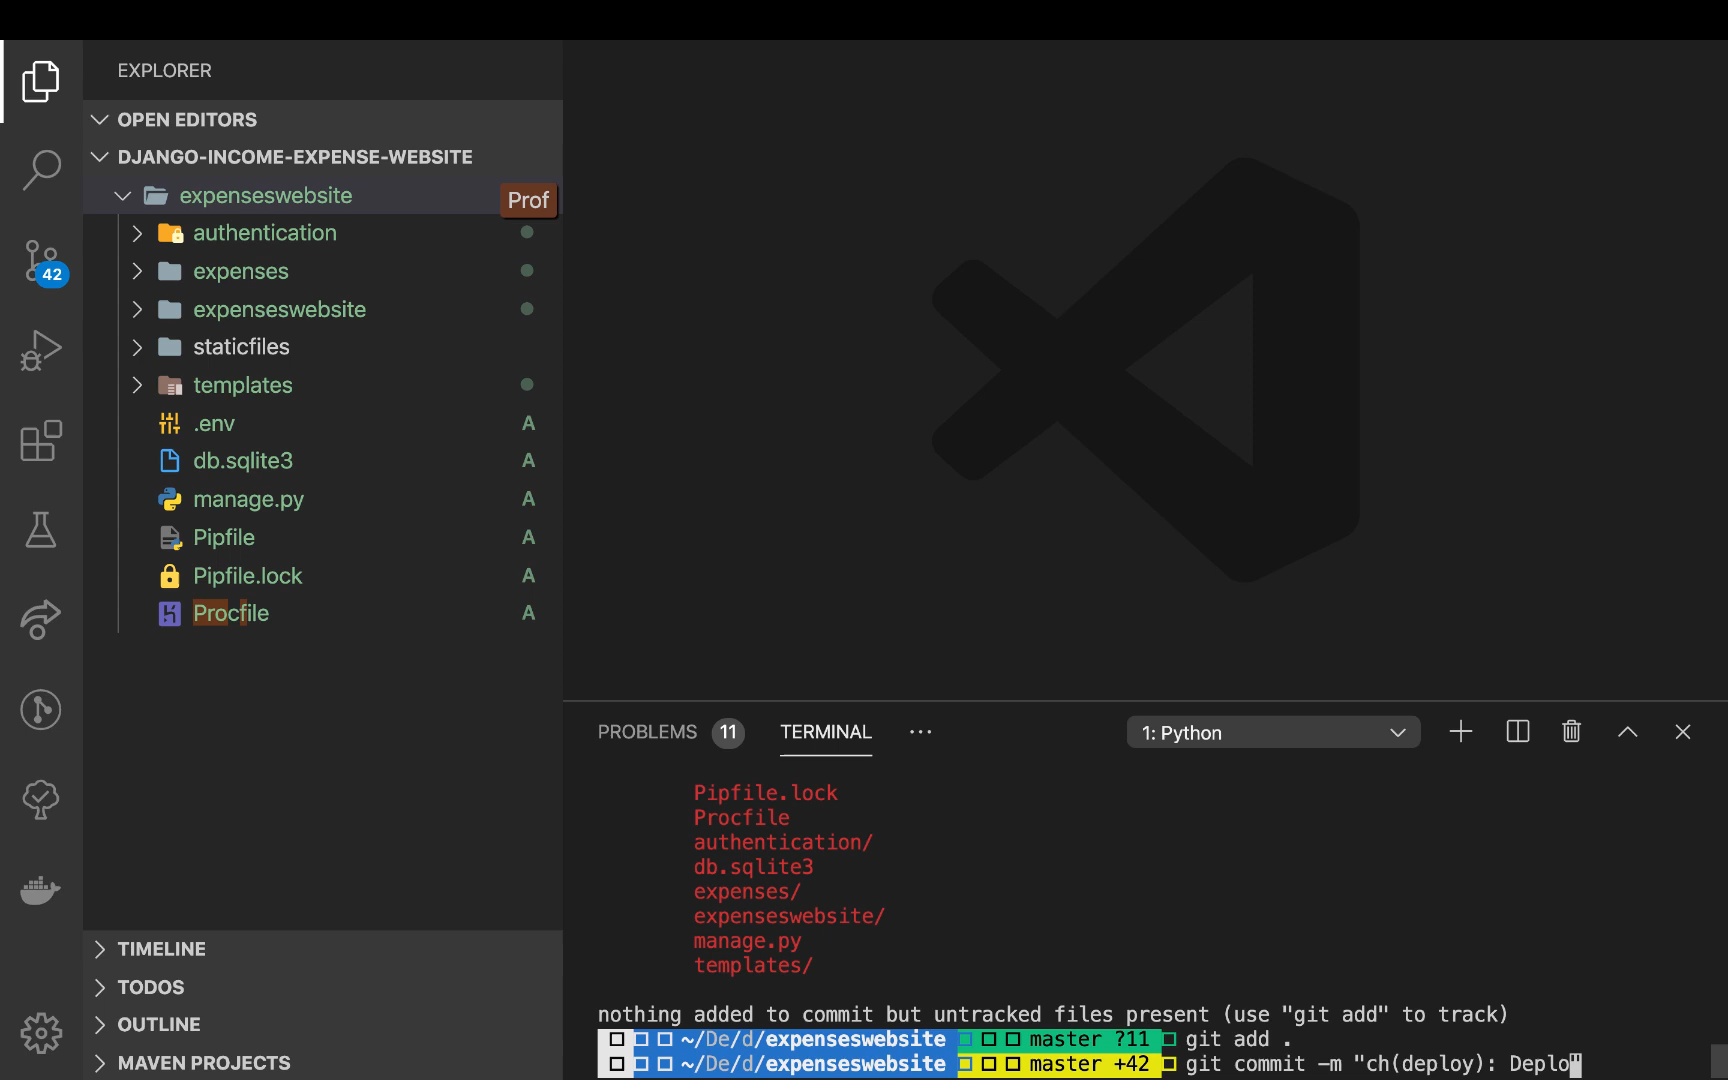 EXPLORER
OPEN EDITORS
DJANGO-INCOME-EXPENSE-WEBSITE
expenseswebsite
Prof
authentication
expenses
expenseswebsite
staticfiles
templates
.env A
db.sqlite3 A
manage.py A
Pipfile A
Pipfile.lock A
Procfile A
42
TIMELINE
TODOS
OUTLINE
MAVEN PROJECTS
PROBLEMS 11 TERMINAL ··· 1: Python
Pipfile.lock
Procfile
authentication/
db.sqlite3
expenses/
expenseswebsite/
manage.py
templates/
nothing added to commit but untracked files present (use "git add" to track)
~/De/d/expenseswebsite master ?11 git add .
~/De/d/expenseswebsite master +42 git commit -m "ch(deploy): Deplo"